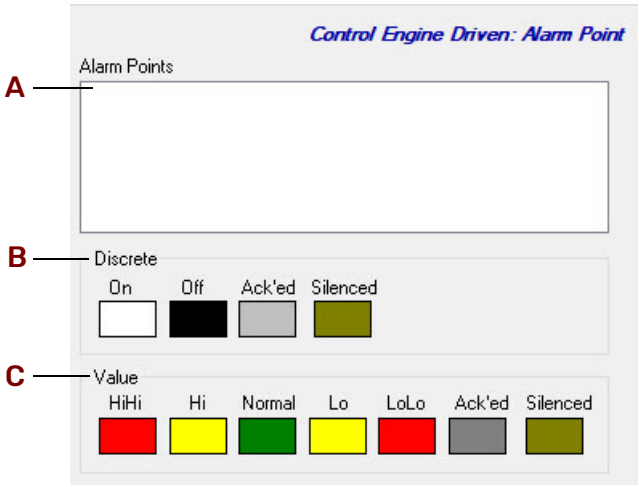 Control Engine Driven: Alarm Point
Alarm Points
A
B
Discrete
On Off Ack'ed Silenced
C
Value
HiHi Hi Normal Lo LoLo Ack'ed Silenced